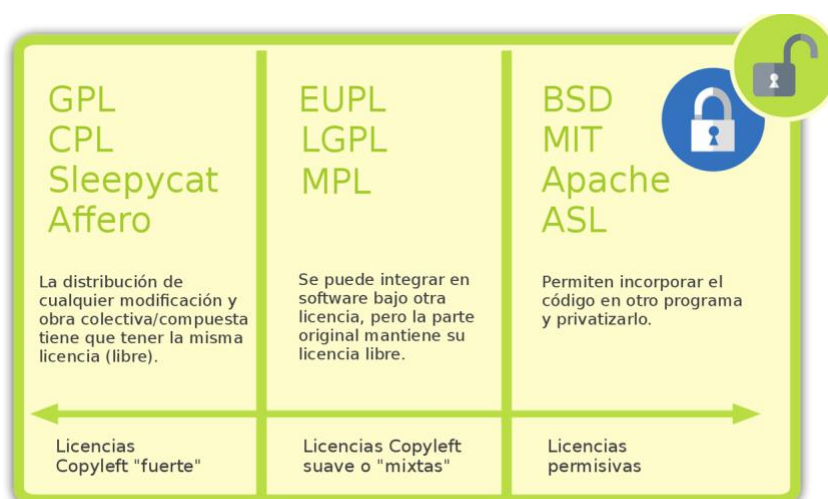 GPL
CPL
Sleepycat
Affero
La distribución de
cualquier modificación y
obra colectiva/compuesta
tiene que tener la misma
licencia (libre).
Licencias
Copyleft "fuerte"
EUPL
LGPL
MPL
Se puede integrar en
software bajo otra
licencia, pero la parte
original mantiene su
licencia libre.
Licencias Copyleft
suave o "mixtas"
BSD
MIT
Apache
ASL
Permiten incorporar el
código en otro programa
y privatizarlo.
Licencias
permisivas